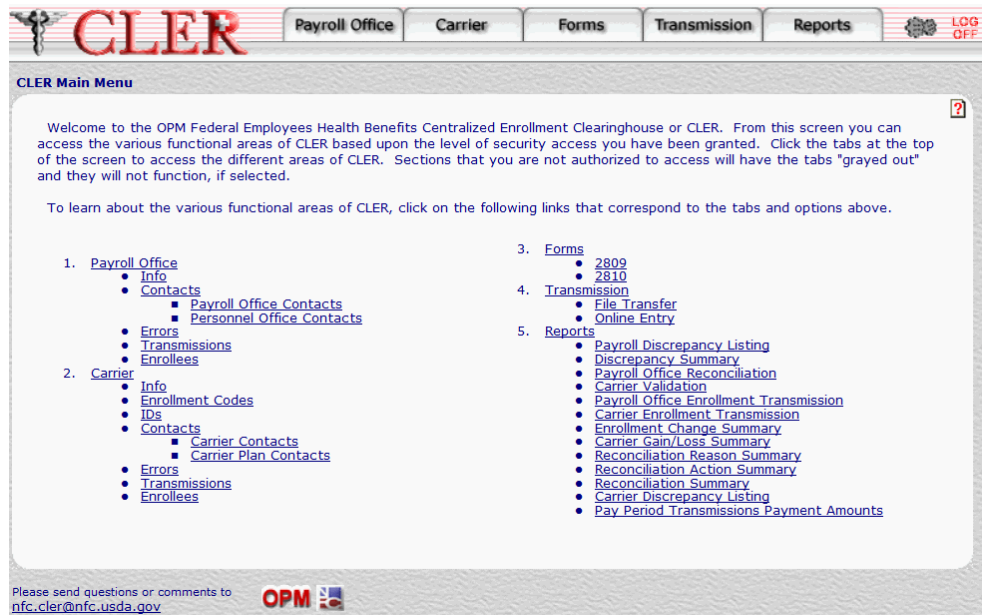 CLER
Payroll Office
Carrier
Forms
Transmission
Reports
LOG
OFF
CLER Main Menu
?
Welcome to the OPM Federal Employees Health Benefits Centralized Enrollment Clearinghouse or CLER. From this screen you can
access the various functional areas of CLER based upon the level of security access you have been granted. Click the tabs at the top
of the screen to access the different areas of CLER. Sections that you are not authorized to access will have the tabs "grayed out"
and they will not function, if selected.
To learn about the various functional areas of CLER, click on the following links that correspond to the tabs and options above.
1. Payroll Office
• Info
• Contacts
▪ Payroll Office Contacts
▪ Personnel Office Contacts
• Errors
• Transmissions
• Enrollees
2. Carrier
• Info
• Enrollment Codes
• IDs
• Contacts
▪ Carrier Contacts
▪ Carrier Plan Contacts
• Errors
• Transmissions
• Enrollees
3. Forms
• 2809
• 2810
4. Transmission
• File Transfer
• Online Entry
5. Reports
• Payroll Discrepancy Listing
• Discrepancy Summary
• Payroll Office Reconciliation
• Carrier Validation
• Payroll Office Enrollment Transmission
• Carrier Enrollment Transmission
• Enrollment Change Summary
• Carrier Gain/Loss Summary
• Reconciliation Reason Summary
• Reconciliation Action Summary
• Reconciliation Summary
• Carrier Discrepancy Listing
• Pay Period Transmissions Payment Amounts
Please send questions or comments to
nfc.cler@nfc.usda.gov
OPM